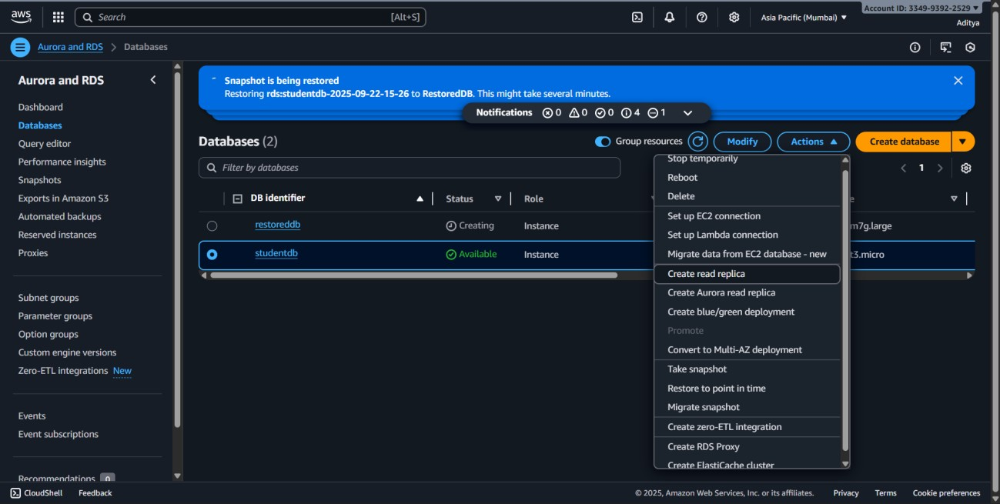 aws
Search [Alt+S]
Asia Pacific (Mumbai) ▼
Account ID: 3349-9392-2529 ▼
Aditya
Aurora and RDS > Databases
Aurora and RDS
Dashboard
Databases
Query editor
Performance insights
Snapshots
Exports in Amazon S3
Automated backups
Reserved instances
Proxies
Subnet groups
Parameter groups
Option groups
Custom engine versions
Zero-ETL integrations New
Events
Event subscriptions
Recommendations 0
Snapshot is being restored
Restoring rds:studentdb-2025-09-22-15-26 to RestoredDB. This might take several minutes.
Notifications 0 0 0 4 1
Databases (2)
Group resources
Modify
Actions
Create database
Filter by databases
1
DB identifier Status Role e
restoreddb Creating Instance m7g.large
studentdb Available Instance t3.micro
Stop temporarily
Reboot
Delete
Set up EC2 connection
Set up Lambda connection
Migrate data from EC2 database - new
Create read replica
Create Aurora read replica
Create blue/green deployment
Promote
Convert to Multi-AZ deployment
Take snapshot
Restore to point in time
Migrate snapshot
Create zero-ETL integration
Create RDS Proxy
Create ElastiCache cluster
CloudShell Feedback
© 2025, Amazon Web Services, Inc. or its affiliates. Privacy Terms Cookie preferences